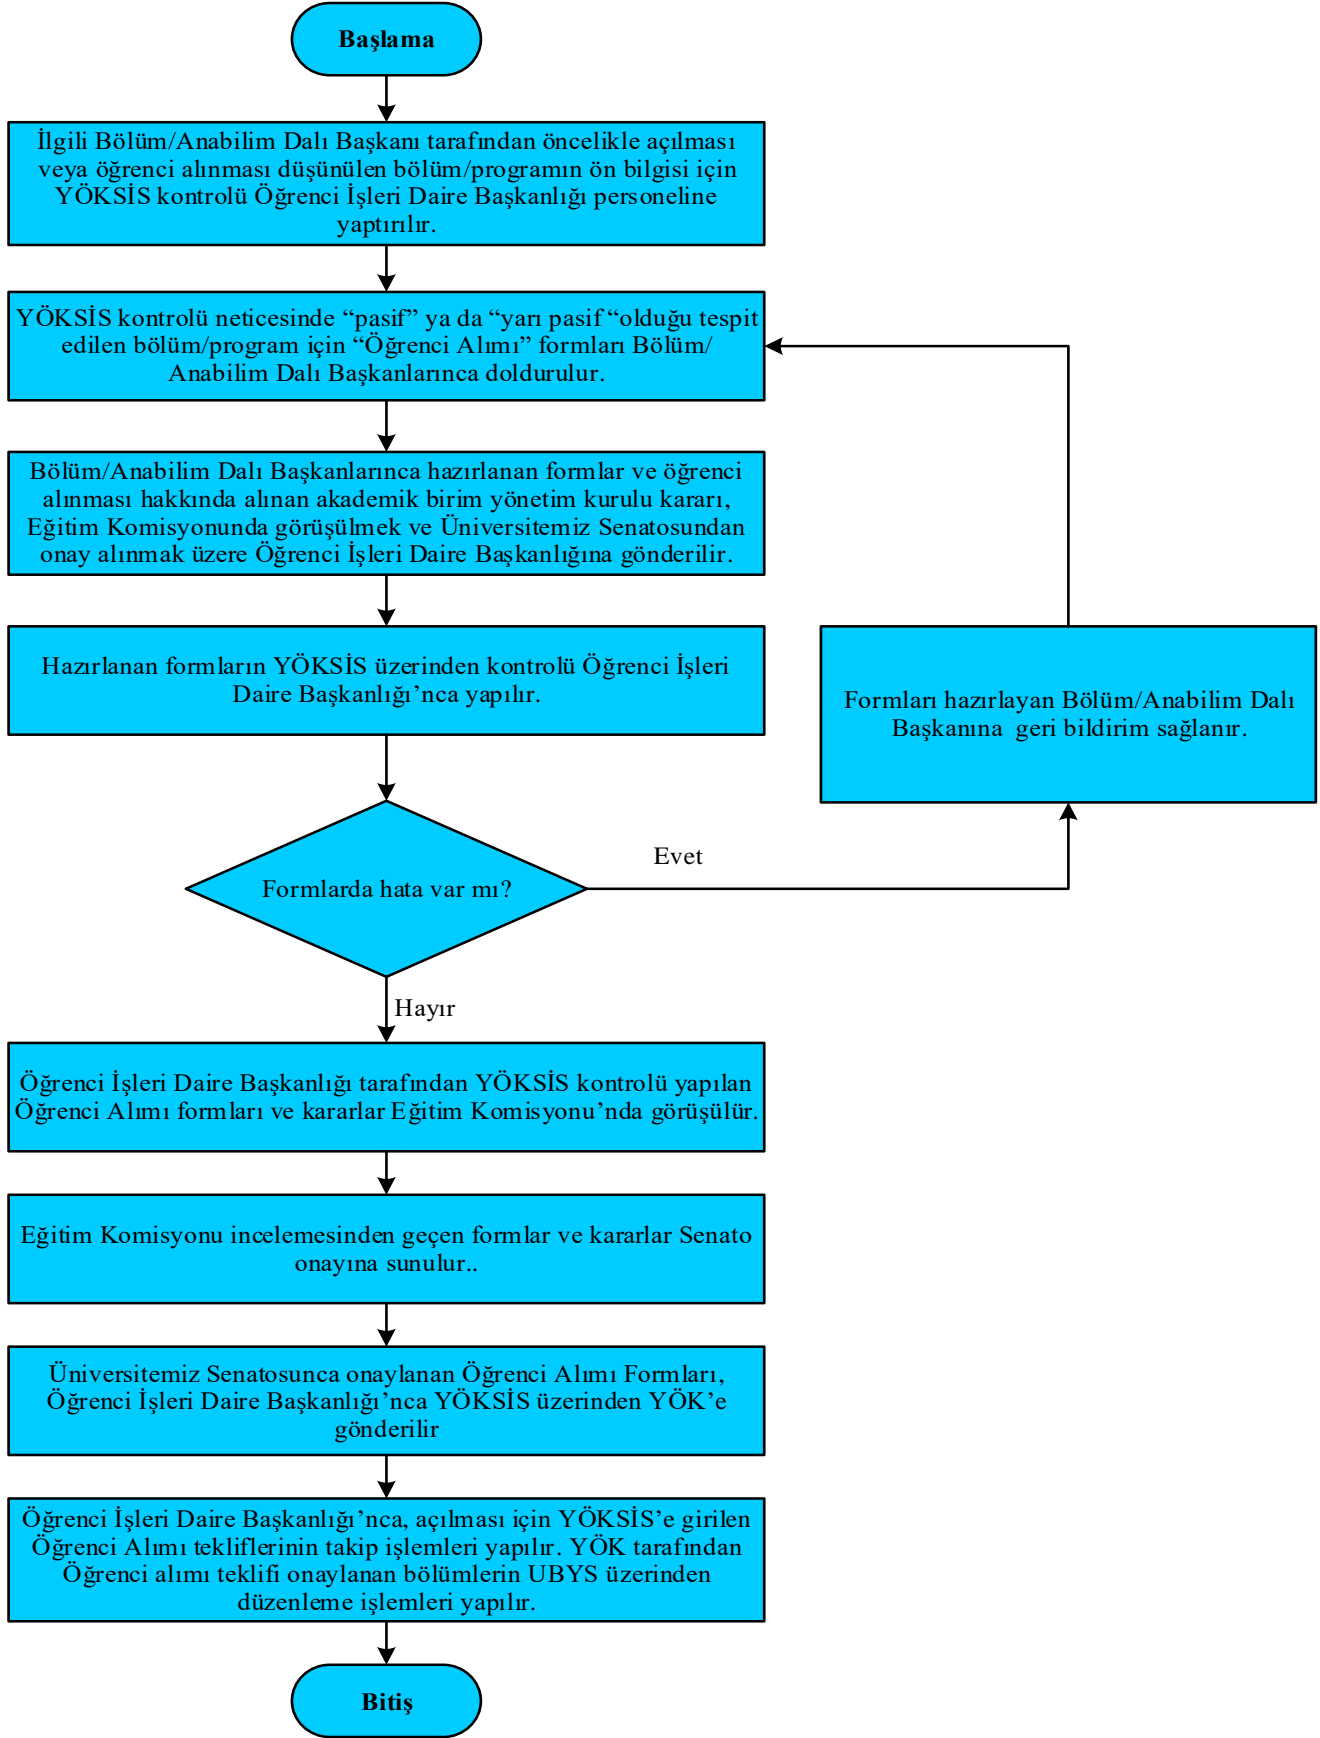 Başlama
İlgili Bölüm/Anabilim Dalı Başkanı tarafından öncelikle açılması
veya öğrenci alınması düşünülen bölüm/programın ön bilgisi için
YÖKSİS kontrolü Öğrenci İşleri Daire Başkanlığı personeline
yaptırılır.
YÖKSİS kontrolü neticesinde “pasif” ya da “yarı pasif “olduğu tespit
edilen bölüm/program için “Öğrenci Alımı” formları Bölüm/
Anabilim Dalı Başkanlarınca doldurulur.
Bölüm/Anabilim Dalı Başkanlarınca hazırlanan formlar ve öğrenci
alınması hakkında alınan akademik birim yönetim kurulu kararı,
Eğitim Komisyonunda görüşülmek ve Üniversitemiz Senatosundan
onay alınmak üzere Öğrenci İşleri Daire Başkanlığına gönderilir.
Hazırlanan formların YÖKSİS üzerinden kontrolü Öğrenci İşleri
Daire Başkanlığı’nca yapılır.
Formları hazırlayan Bölüm/Anabilim Dalı
Başkanına geri bildirim sağlanır.
Evet
Formlarda hata var mı?
Hayır
Öğrenci İşleri Daire Başkanlığı tarafından YÖKSİS kontrolü yapılan
Öğrenci Alımı formları ve kararlar Eğitim Komisyonu’nda görüşülür.
Eğitim Komisyonu incelemesinden geçen formlar ve kararlar Senato
onayına sunulur..
Üniversitemiz Senatosunca onaylanan Öğrenci Alımı Formları,
Öğrenci İşleri Daire Başkanlığı’nca YÖKSİS üzerinden YÖK’e
gönderilir
Öğrenci İşleri Daire Başkanlığı’nca, açılması için YÖKSİS’e girilen
Öğrenci Alımı tekliflerinin takip işlemleri yapılır. YÖK tarafından
Öğrenci alımı teklifi onaylanan bölümlerin UBYS üzerinden
düzenleme işlemleri yapılır.
Bitiş